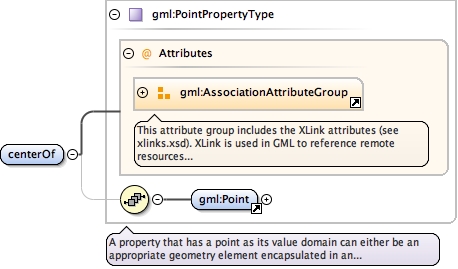 gml:PointPropertyType
@ Attributes
gml:AssociationAttributeGroup
This attribute group includes the XLink attributes (see
xlinks.xsd). XLink is used in GML to reference remote
resources...
centerOf
gml:Point
A property that has a point as its value domain can either be an
appropriate geometry element encapsulated in an...